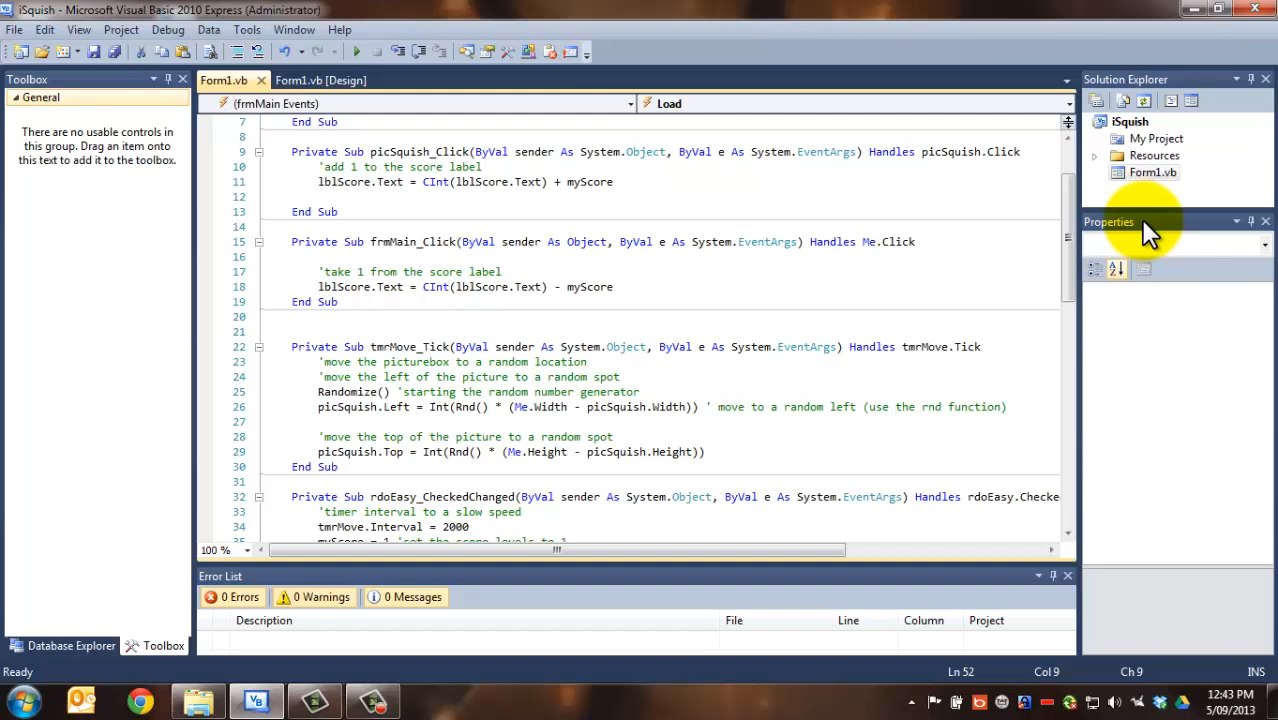 iSquish - Microsoft Visual Basic 2010 Express (Administrator)
File Edit View Project Debug Data Tools Window Help
Toolbox
General
There are no usable controls in
this group. Drag an item onto
this text to add it to the toolbox.
Database Explorer Toolbox
Form1.vb Form1.vb [Design]
(frmMain Events) Load
7 End Sub
8
9 Private Sub picSquish_Click(ByVal sender As System.Object, ByVal e As System.EventArgs) Handles picSquish.Click
10 'add 1 to the score label
11 lblScore.Text = CInt(lblScore.Text) + myScore
12
13 End Sub
14
15 Private Sub frmMain_Click(ByVal sender As Object, ByVal e As System.EventArgs) Handles Me.Click
16
17 'take 1 from the score label
18 lblScore.Text = CInt(lblScore.Text) - myScore
19 End Sub
20
21
22 Private Sub tmrMove_Tick(ByVal sender As System.Object, ByVal e As System.EventArgs) Handles tmrMove.Tick
23 'move the picturebox to a random location
24 'move the left of the picture to a random spot
25 Randomize() 'starting the random number generator
26 picSquish.Left = Int(Rnd() * (Me.Width - picSquish.Width)) ' move to a random left (use the rnd function)
27
28 'move the top of the picture to a random spot
29 picSquish.Top = Int(Rnd() * (Me.Height - picSquish.Height))
30 End Sub
31
32 Private Sub rdoEasy_CheckedChanged(ByVal sender As System.Object, ByVal e As System.EventArgs) Handles rdoEasy.Checke
33 'timer interval to a slow speed
34 tmrMove.Interval = 2000
35 myScore = 1 'set the score levels to 1
100 %
Error List
0 Errors 0 Warnings 0 Messages
Description File Line Column Project
Solution Explorer
iSquish
My Project
Resources
Form1.vb
Properties
Ready Ln 52 Col 9 Ch 9 INS
12:43 PM
5/09/2013